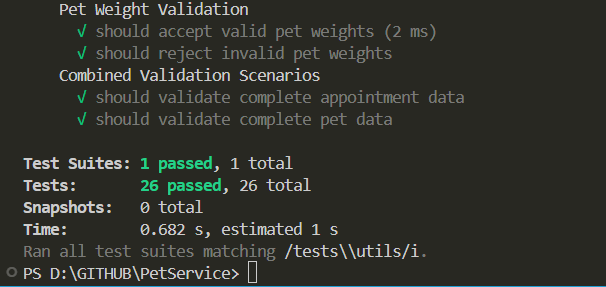 Pet Weight Validation
√ should accept valid pet weights (2 ms)
√ should reject invalid pet weights
Combined Validation Scenarios
√ should validate complete appointment data
√ should validate complete pet data
Test Suites: 1 passed, 1 total
Tests: 26 passed, 26 total
Snapshots: 0 total
Time: 0.682 s, estimated 1 s
Ran all test suites matching /tests\\utils/i.
PS D:\GITHUB\PetService>